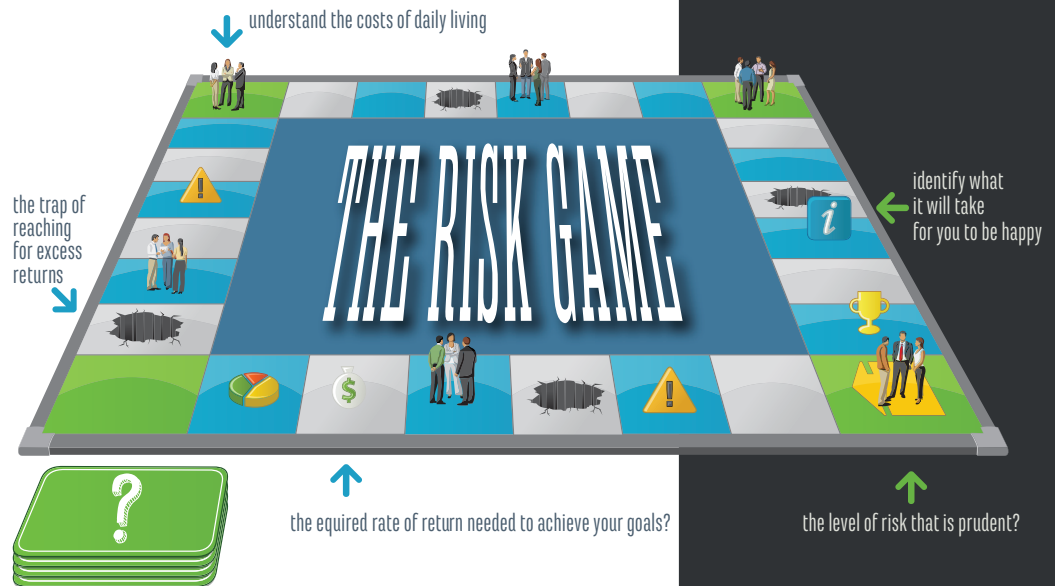 understand the costs of daily living
THE RISK GAME
the trap of
reaching
for excess
returns
identify what
it will take
for you to be happy
!
i
$
!
?
the equired rate of return needed to achieve your goals?
the level of risk that is prudent?